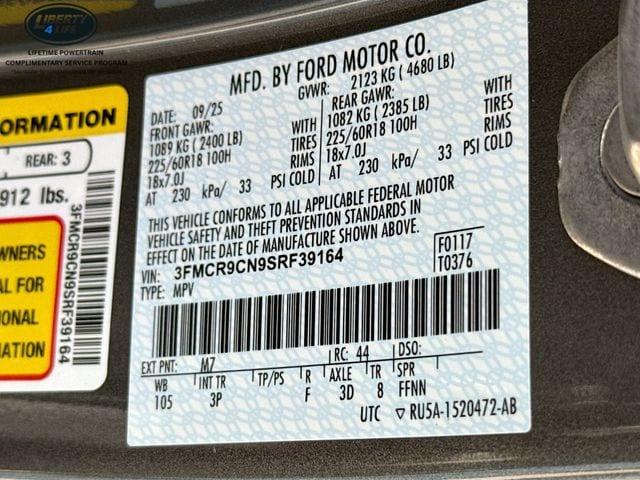 LIBERTY
4 LIFE
LIFETIME POWERTRAIN
COMPLIMENTARY SERVICE PROGRAM
ORMATION
REAR: 3
912 lbs.
WNERS
AL FOR
ONAL
MATION
3FMCR9CN9SRF39164
MFD. BY FORD MOTOR CO.
DATE: 09/25 GVWR: 2123 KG ( 4680 LB)
FRONT GAWR: REAR GAWR:
1089 KG ( 2400 LB) WITH 1082 KG ( 2385 LB) WITH
225/60R18 100H TIRES 225/60R18 100H TIRES
18x7.0J RIMS 18x7.0J RIMS
AT 230 kPa/ 33 PSI COLD AT 230 kPa/ 33 PSI COLD
THIS VEHICLE CONFORMS TO ALL APPLICABLE FEDERAL MOTOR
VEHICLE SAFETY AND THEFT PREVENTION STANDARDS IN
EFFECT ON THE DATE OF MANUFACTURE SHOWN ABOVE.
VIN: 3FMCR9CN9SRF39164 F0117
TYPE: MPV T0376
EXT PNT: M7 RC: 44 DSO:
WB INT TR TP/PS R AXLE TR SPR
105 3P F 3D 8 FFNN
UTC ▽ RU5A-1520472-AB